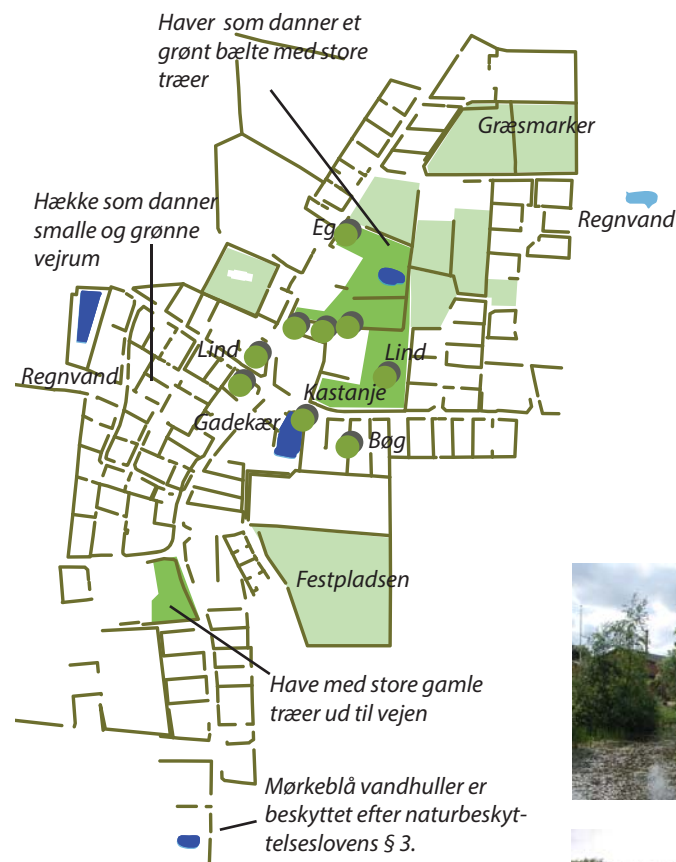 Haver som danner et
grønt bælte med store
træer
Græsmarker
Hække som danner
smalle og grønne
vejrum
Regnvand
Eg
Lind
Lind
Regnvand
Kastanje
Gadekær
Bøg
Festpladsen
Have med store gamle
træer ud til vejen
Mørkeblå vandhuller er
beskyttet efter naturbeskyt-
telseslovens § 3.